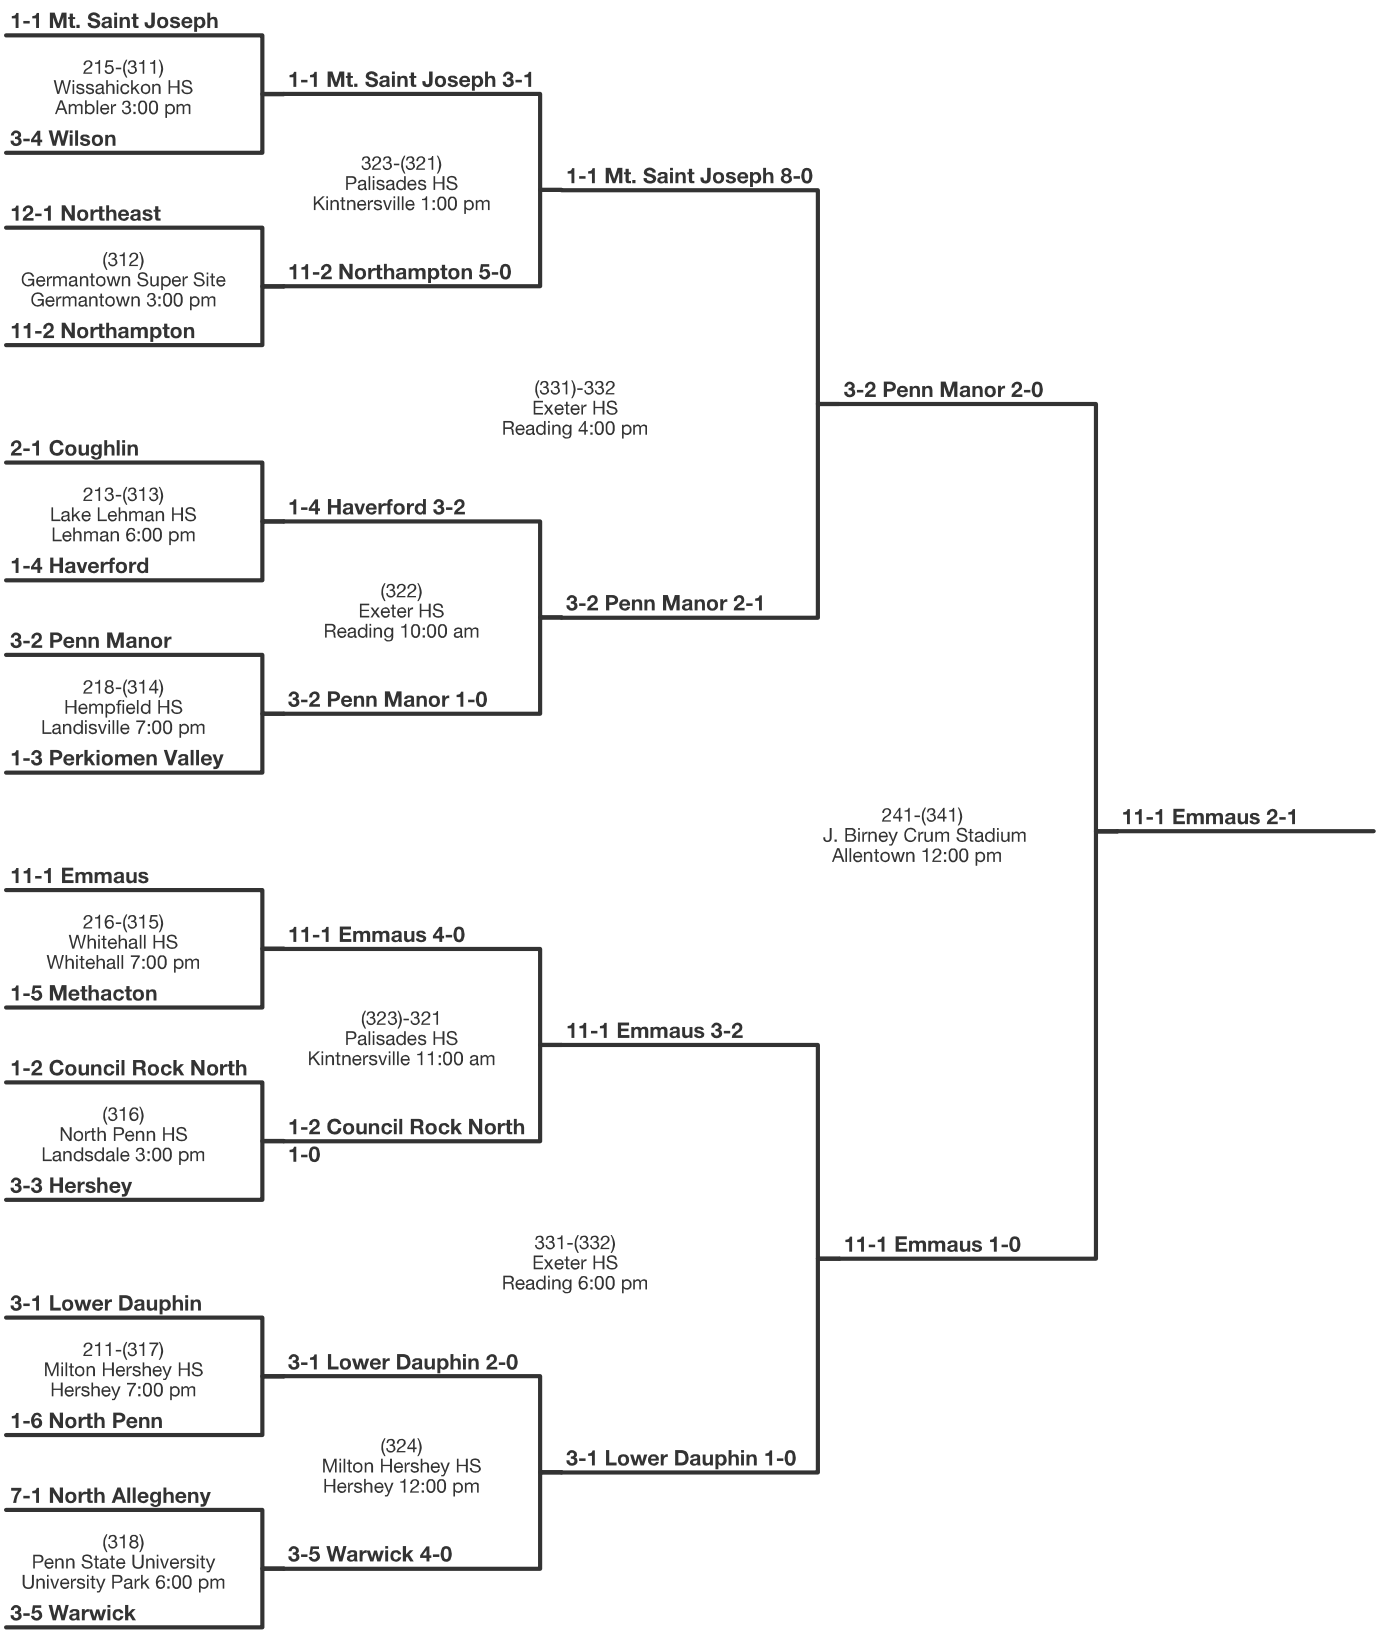 1-1 Mt. Saint Joseph
215-(311)
Wissahickon HS
Ambler 3:00 pm
3-4 Wilson
1-1 Mt. Saint Joseph 3-1
323-(321)
Palisades HS
Kintnersville 1:00 pm
1-1 Mt. Saint Joseph 8-0
12-1 Northeast
(312)
Germantown Super Site
Germantown 3:00 pm
11-2 Northampton
11-2 Northampton 5-0
(331)-332
Exeter HS
Reading 4:00 pm
3-2 Penn Manor 2-0
2-1 Coughlin
213-(313)
Lake Lehman HS
Lehman 6:00 pm
1-4 Haverford
1-4 Haverford 3-2
(322)
Exeter HS
Reading 10:00 am
3-2 Penn Manor 2-1
3-2 Penn Manor
218-(314)
Hempfield HS
Landisville 7:00 pm
1-3 Perkiomen Valley
3-2 Penn Manor 1-0
241-(341)
J. Birney Crum Stadium
Allentown 12:00 pm
11-1 Emmaus 2-1
11-1 Emmaus
216-(315)
Whitehall HS
Whitehall 7:00 pm
1-5 Methacton
11-1 Emmaus 4-0
(323)-321
Palisades HS
Kintnersville 11:00 am
11-1 Emmaus 3-2
1-2 Council Rock North
(316)
North Penn HS
Landsdale 3:00 pm
3-3 Hershey
1-2 Council Rock North
1-0
331-(332)
Exeter HS
Reading 6:00 pm
11-1 Emmaus 1-0
3-1 Lower Dauphin
211-(317)
Milton Hershey HS
Hershey 7:00 pm
1-6 North Penn
3-1 Lower Dauphin 2-0
(324)
Milton Hershey HS
Hershey 12:00 pm
3-1 Lower Dauphin 1-0
7-1 North Allegheny
(318)
Penn State University
University Park 6:00 pm
3-5 Warwick
3-5 Warwick 4-0